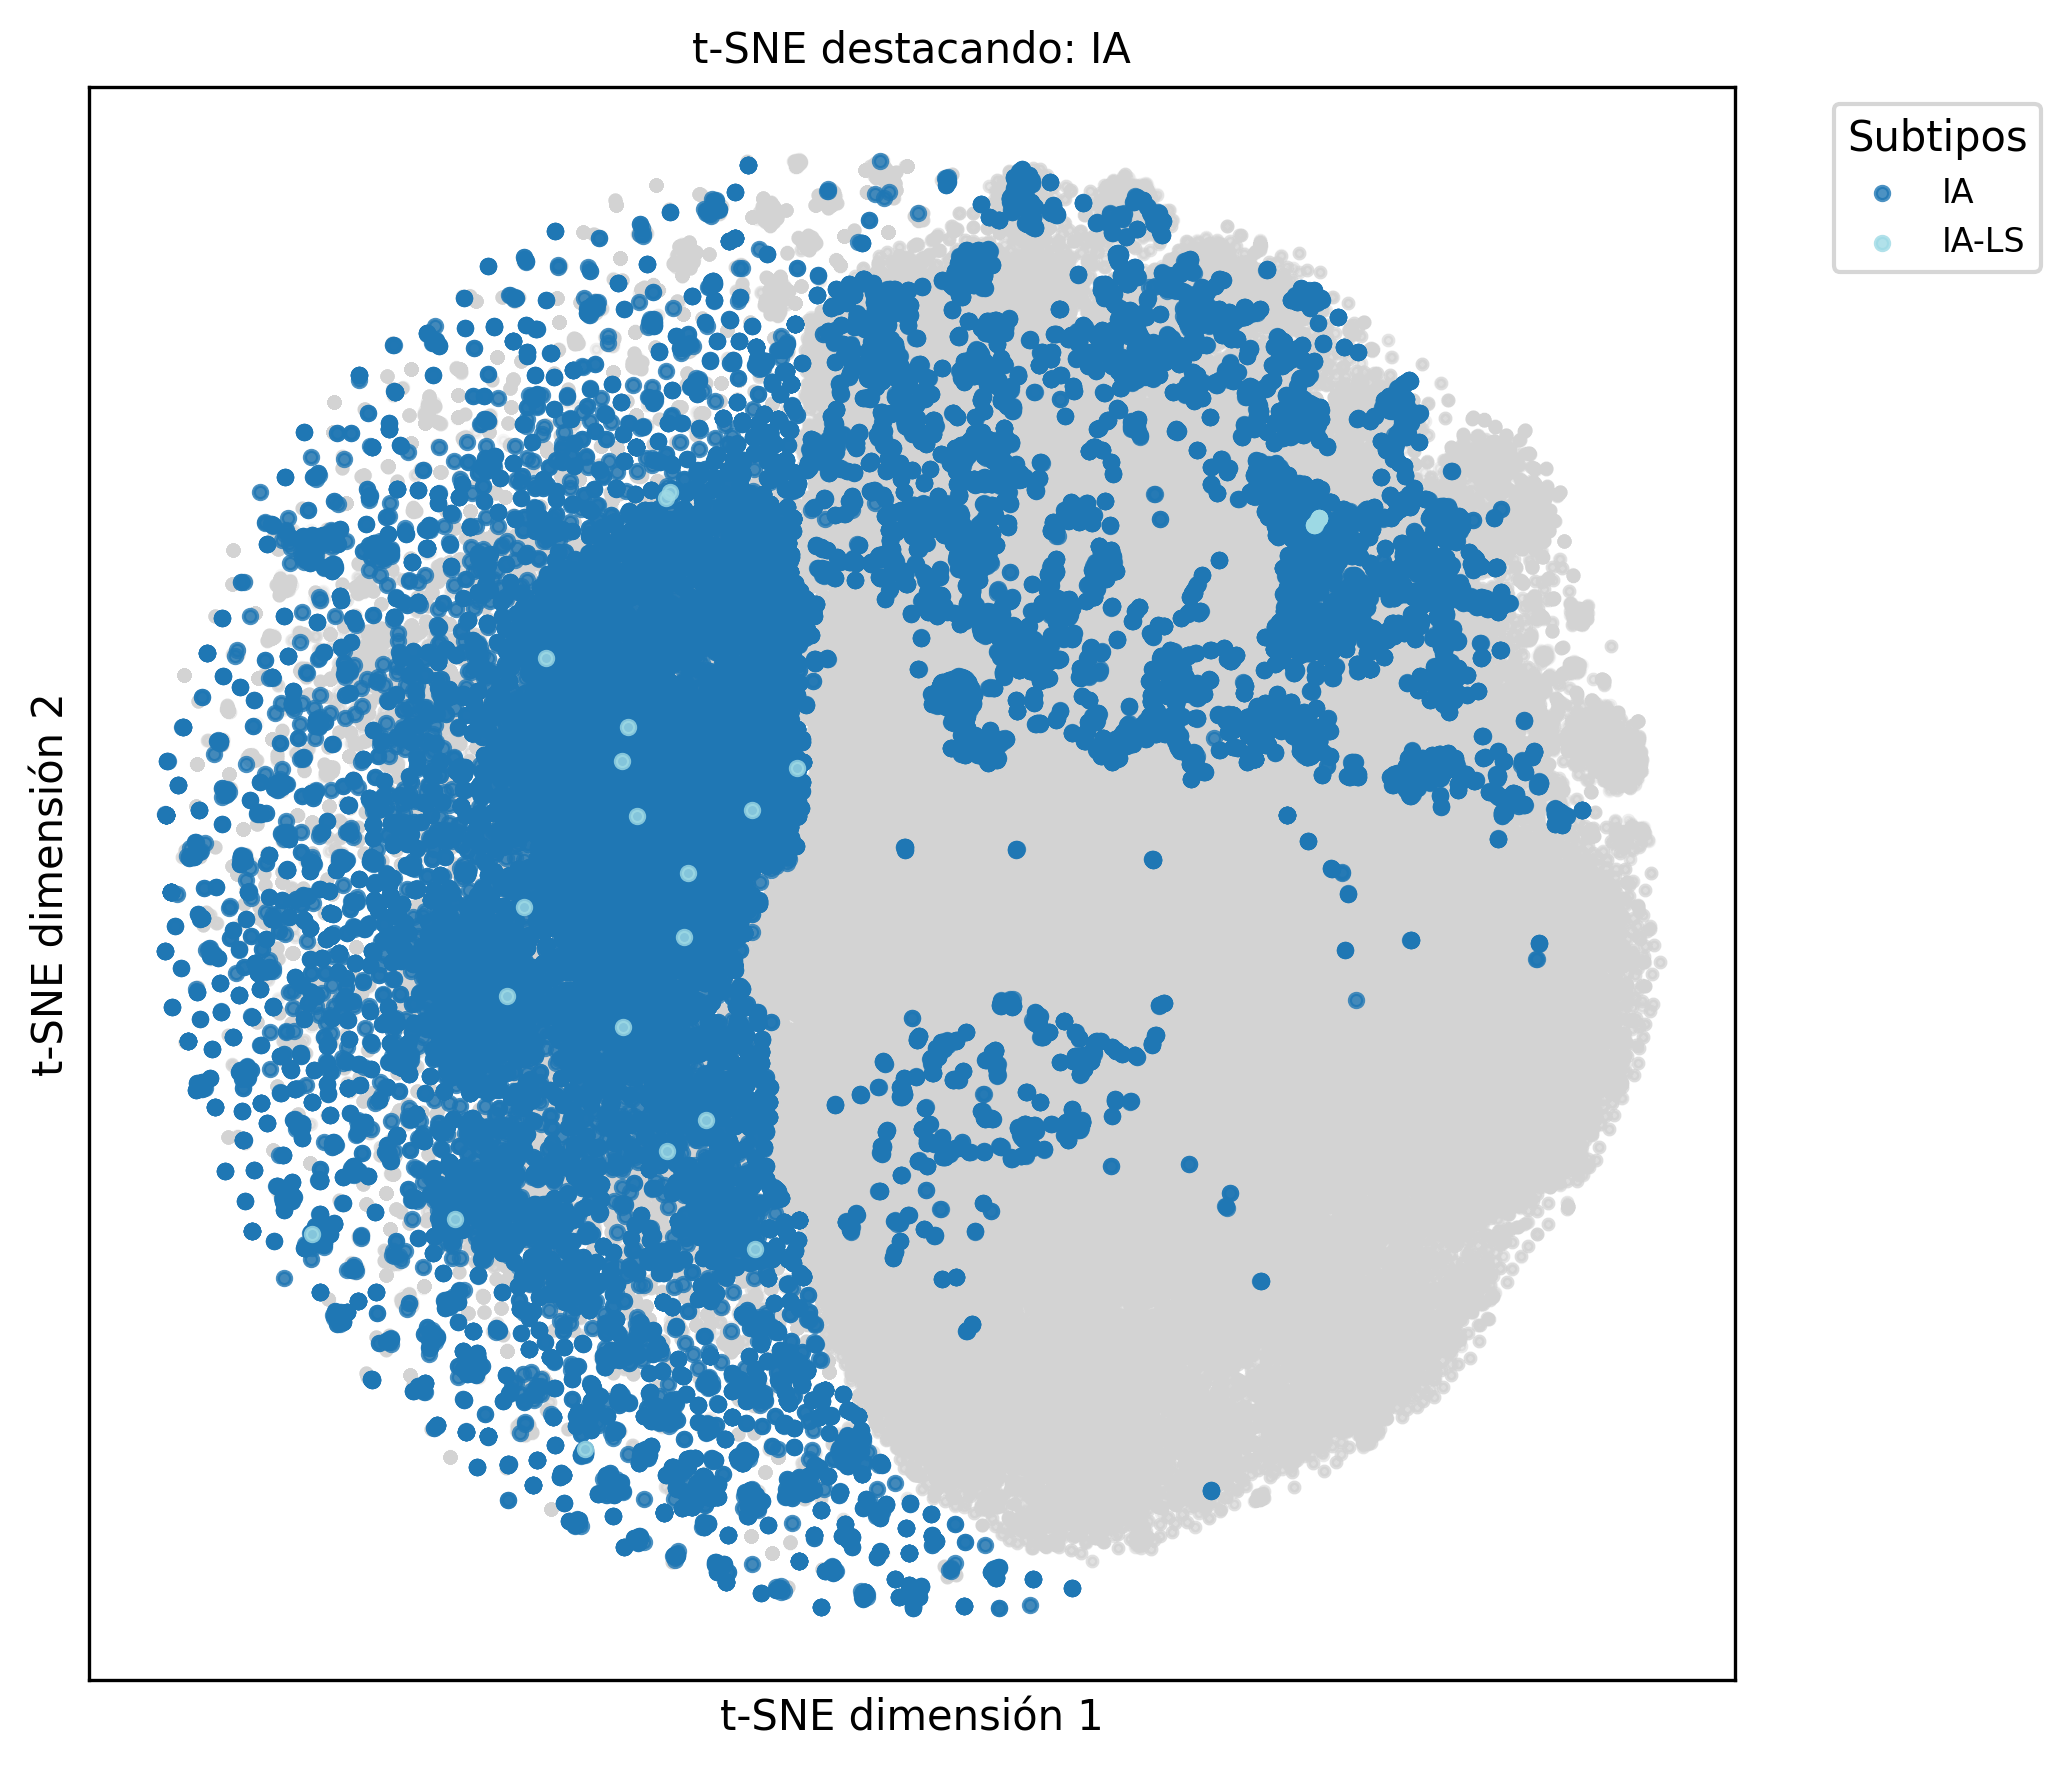 t-SNE destacando: IA
Subtipos
IA
IA-LS
t-SNE dimensión 2
t-SNE dimensión 1